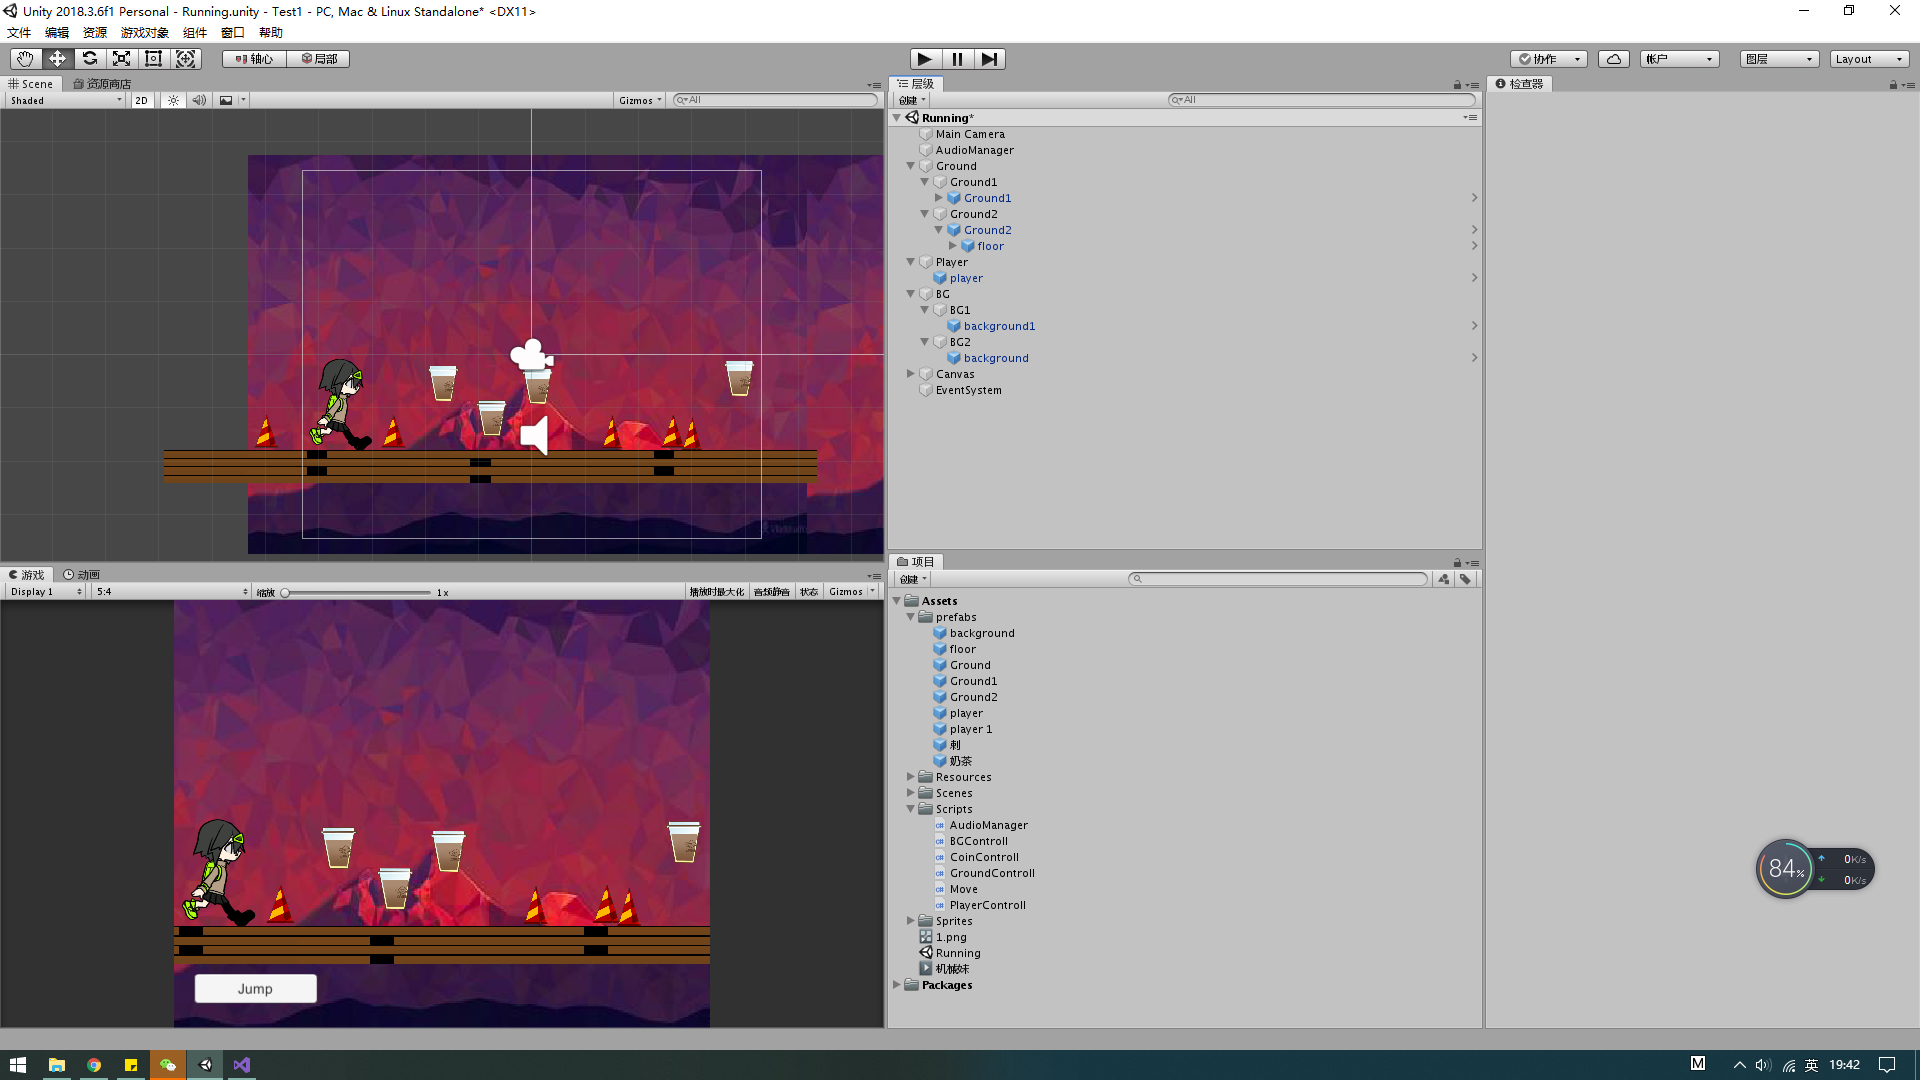 Unity 2018.3.6f1 Personal - Running.unity - Test1 - PC, Mac & Linux Standalone* <DX11>
文件 编辑 资源 游戏对象 组件 窗口 帮助
轴心 局部 协作 帐户 图层 Layout
Scene 资源商店
Shaded 2D Gizmos All
层级
创建 All
Running*
Main Camera
AudioManager
Ground
Ground1
Ground1
Ground2
Ground2
floor
Player
player
BG
BG1
background1
BG2
background
Canvas
EventSystem
检查器
游戏 动画
Display 1 5:4 缩放 1x 播放时最大化 音频静音 状态 Gizmos
Jump
项目
创建
Assets
prefabs
background
floor
Ground
Ground1
Ground2
player
player 1
刺
奶茶
Resources
Scenes
Scripts
AudioManager
BGControll
CoinControll
GroundControll
Move
PlayerControll
Sprites
1.png
Running
机械妹
Packages
84%
0K/s
0K/s
M 英 19:42